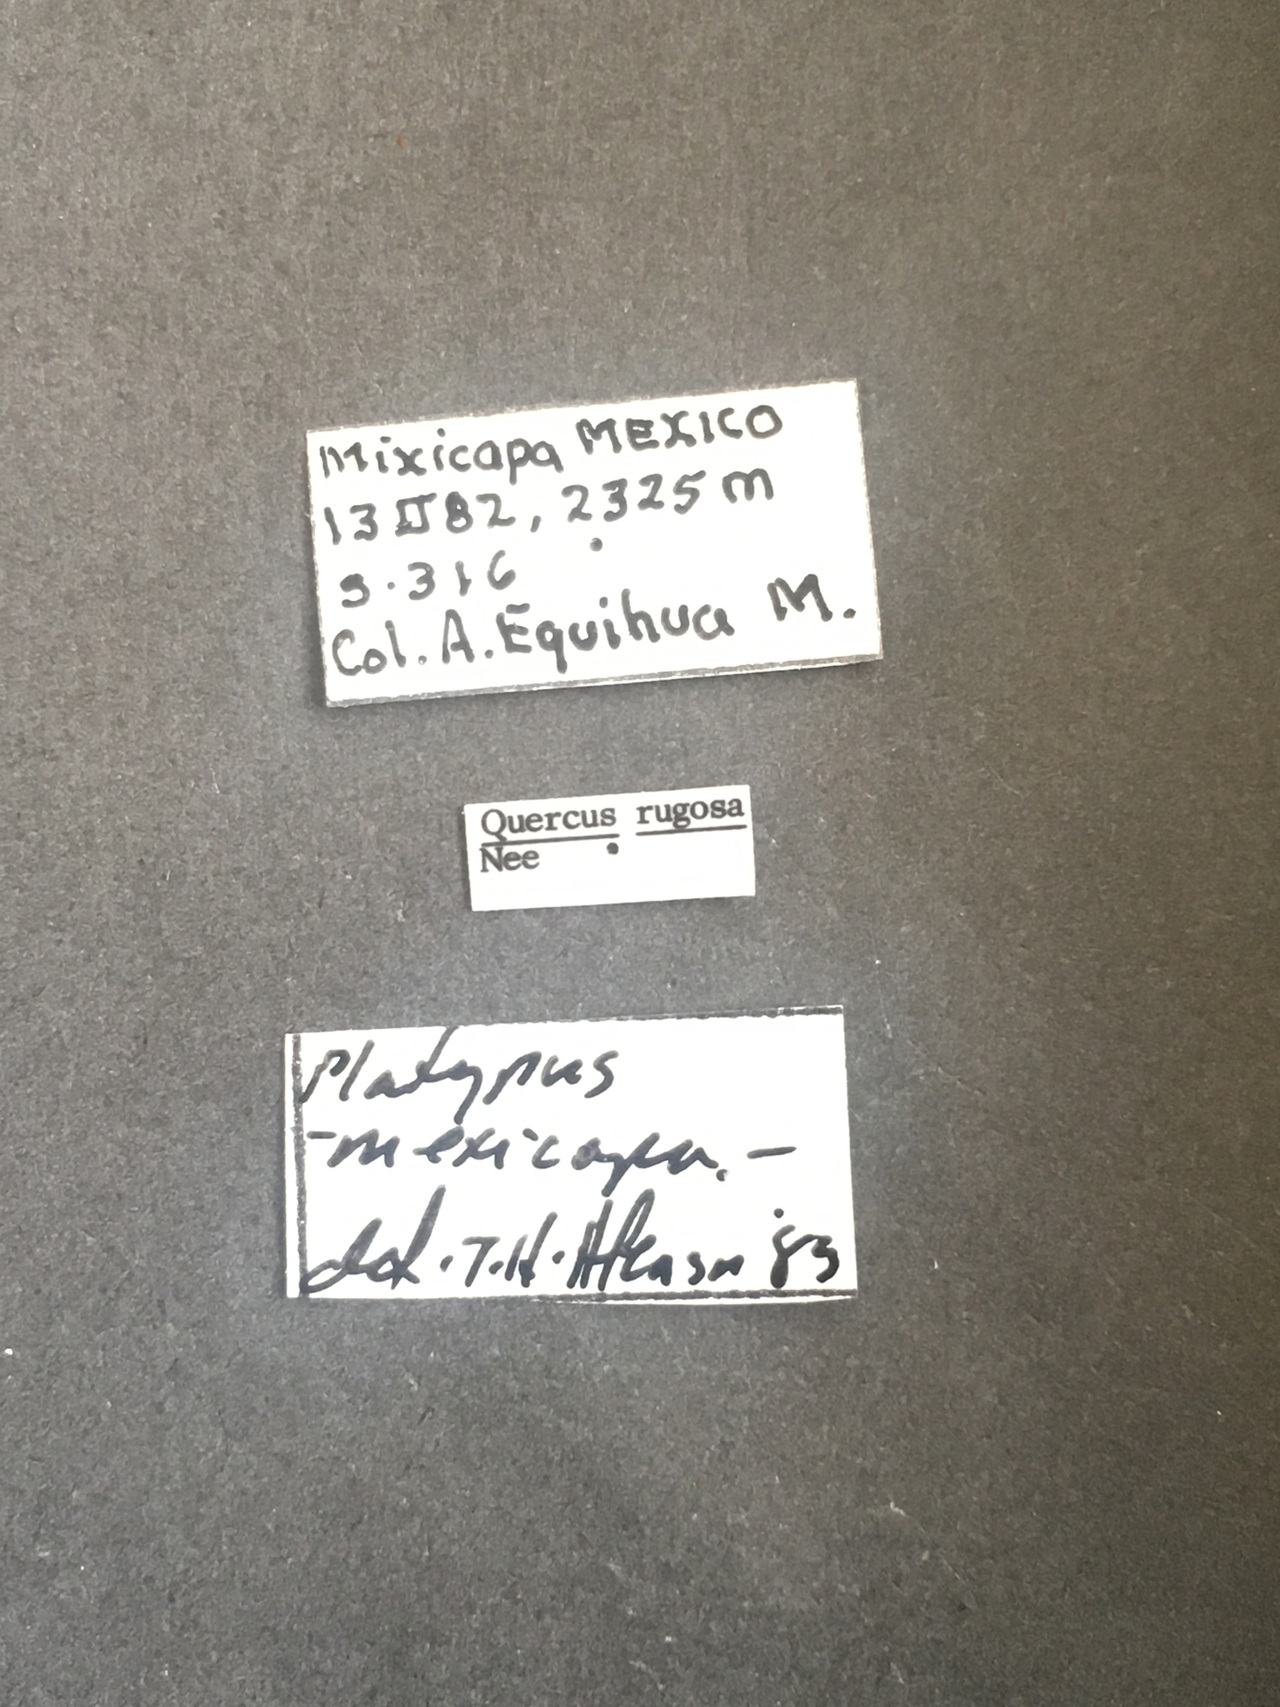 Mixicapa MEXICO
13 II 82, 2325 m
S.316
Col. A. Equihua M.
Quercus rugosa
Nee
Platypus
-mexicapa.-
det. T.H. Atkinson '83